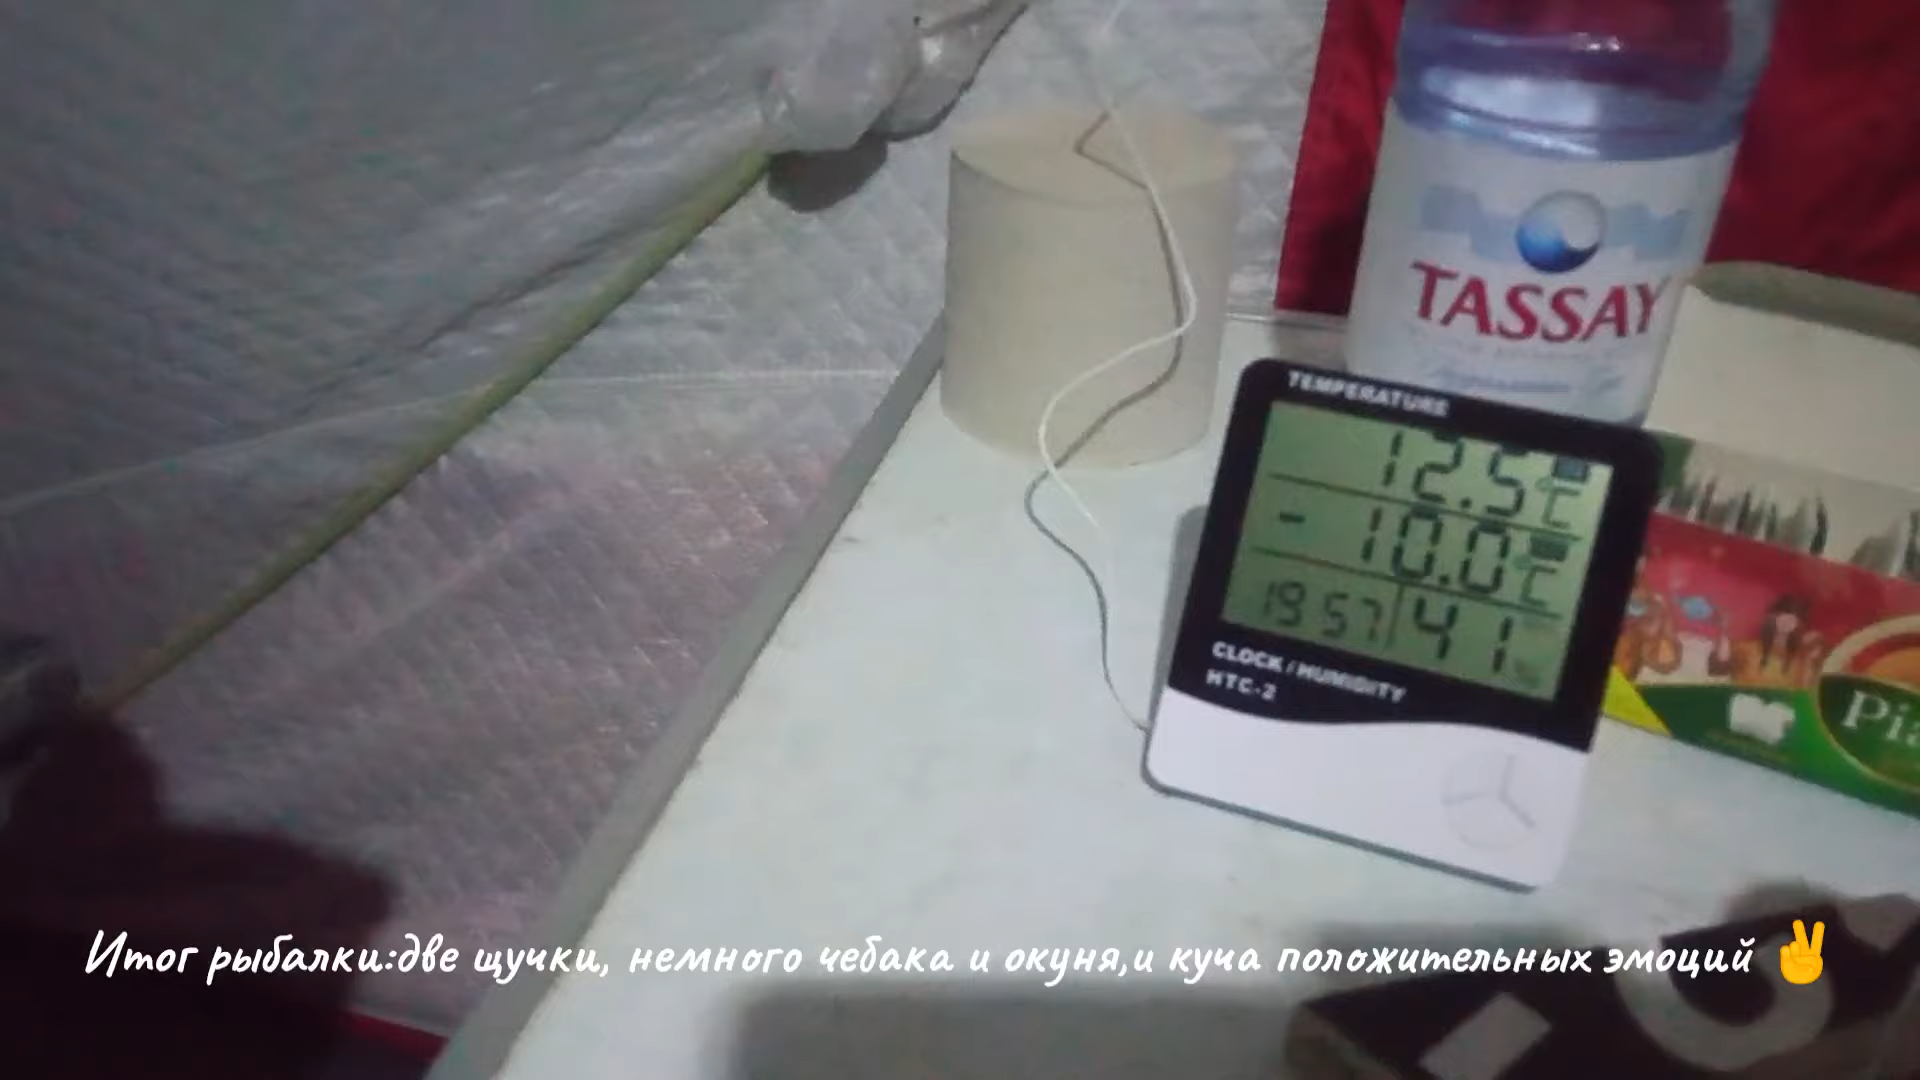 TASSAY
TEMPERATURE
12.5 °C
- 10.0 °C
19 57 41 %
CLOCK / HUMIDITY
HTC-2
Итог рыбалки:две щучки, немного чебака и окуня,и куча положительных эмоций ✌